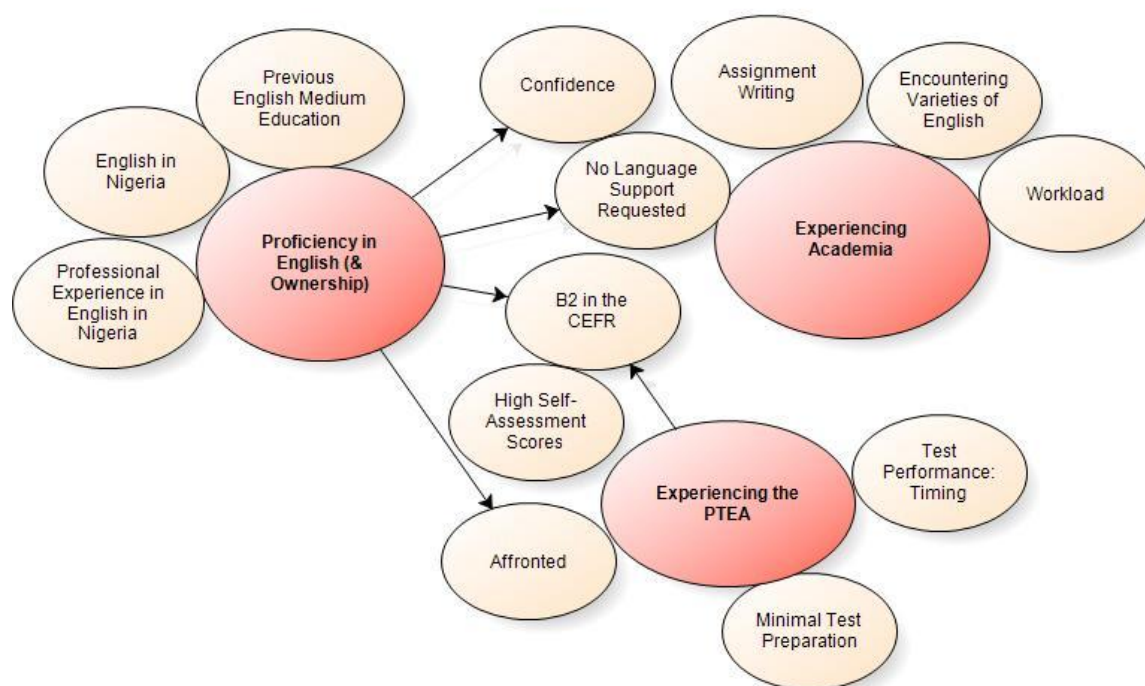 Previous
English Medium
Education
Confidence
Assignment
Writing
Encountering
Varieties of
English
English in
Nigeria
No Language
Support
Requested
Workload
Proficiency in
English (&
Ownership)
Experiencing
Academia
Professional
Experience in
English in
Nigeria
B2 in the
CEFR
High Self-
Assessment
Scores
Test
Performance:
Timing
Experiencing the
PTEA
Affronted
Minimal Test
Preparation